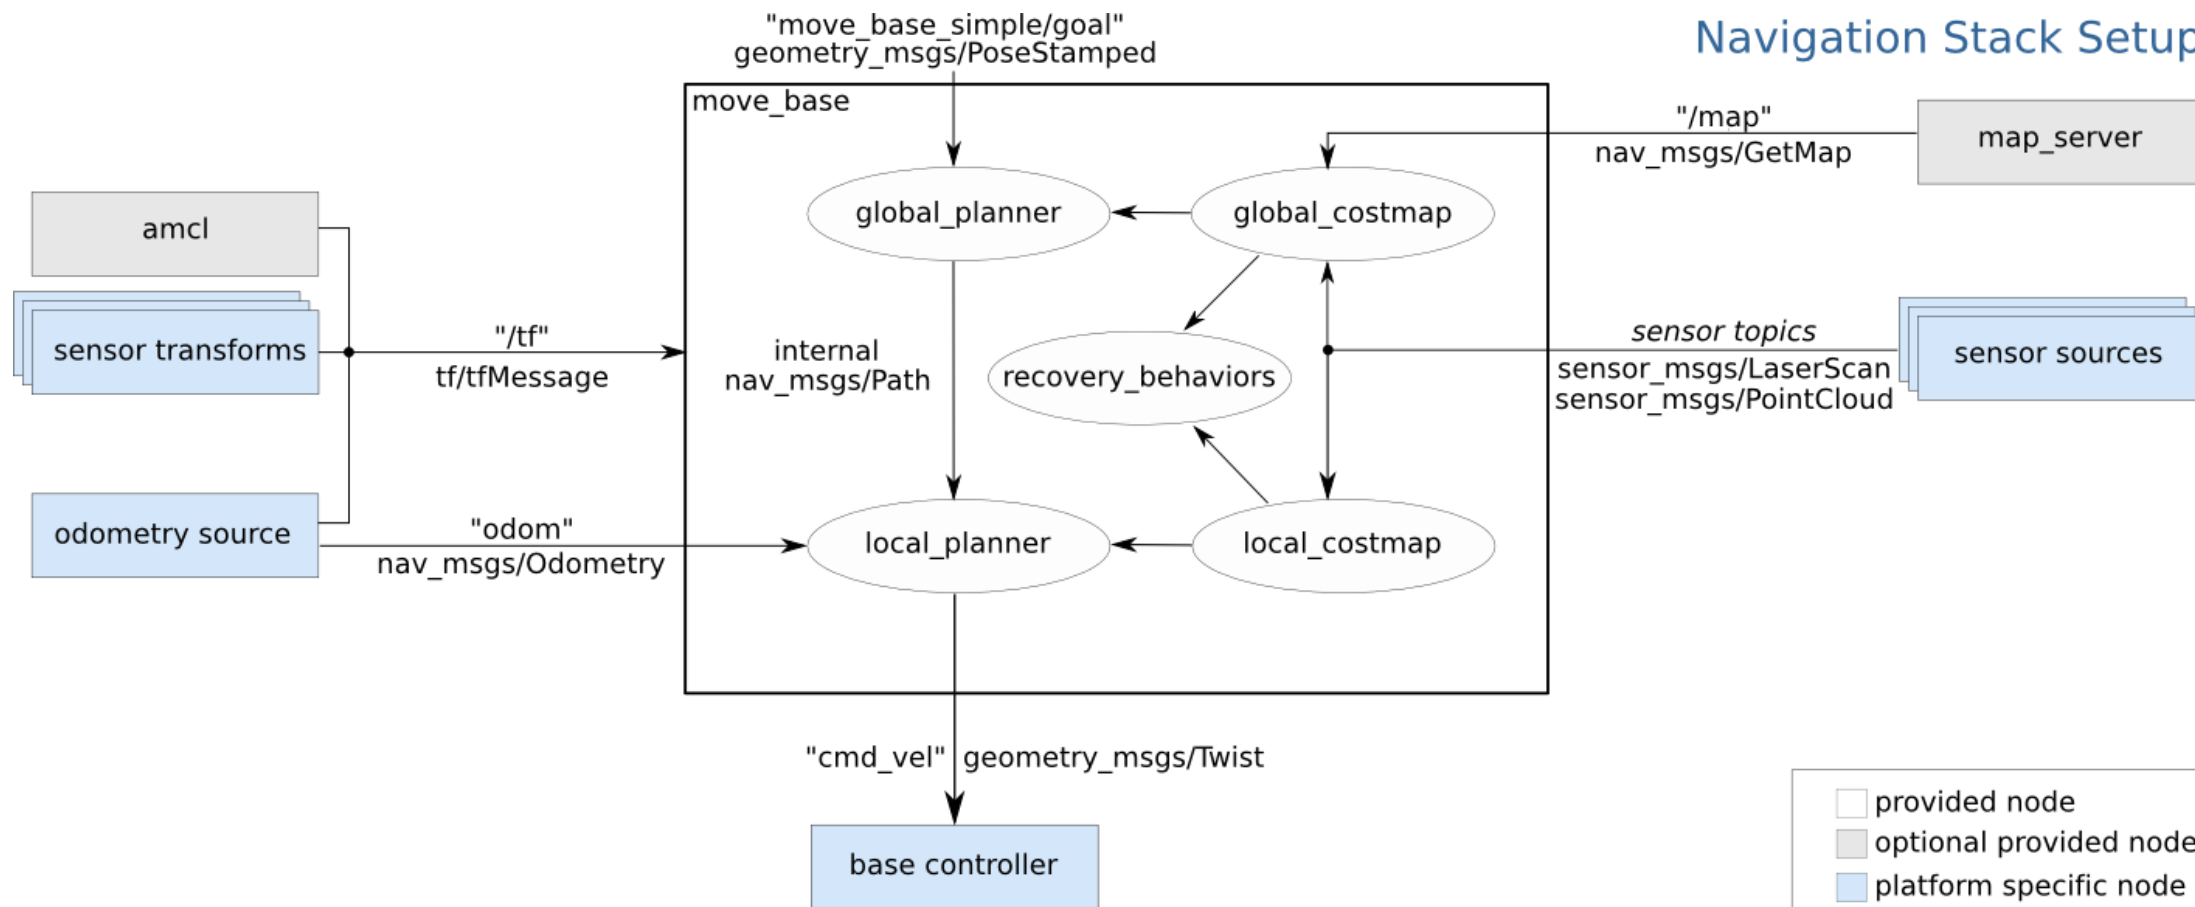 "move_base_simple/goal"
geometry_msgs/PoseStamped
Navigation Stack Setup
move_base
"/map"
nav_msgs/GetMap
map_server
amcl
global_planner
global_costmap
sensor transforms
"/tf"
tf/tfMessage
internal
nav_msgs/Path
recovery_behaviors
sensor topics
sensor_msgs/LaserScan
sensor_msgs/PointCloud
sensor sources
odometry source
"odom"
nav_msgs/Odometry
local_planner
local_costmap
"cmd_vel" geometry_msgs/Twist
base controller
provided node
optional provided node
platform specific node